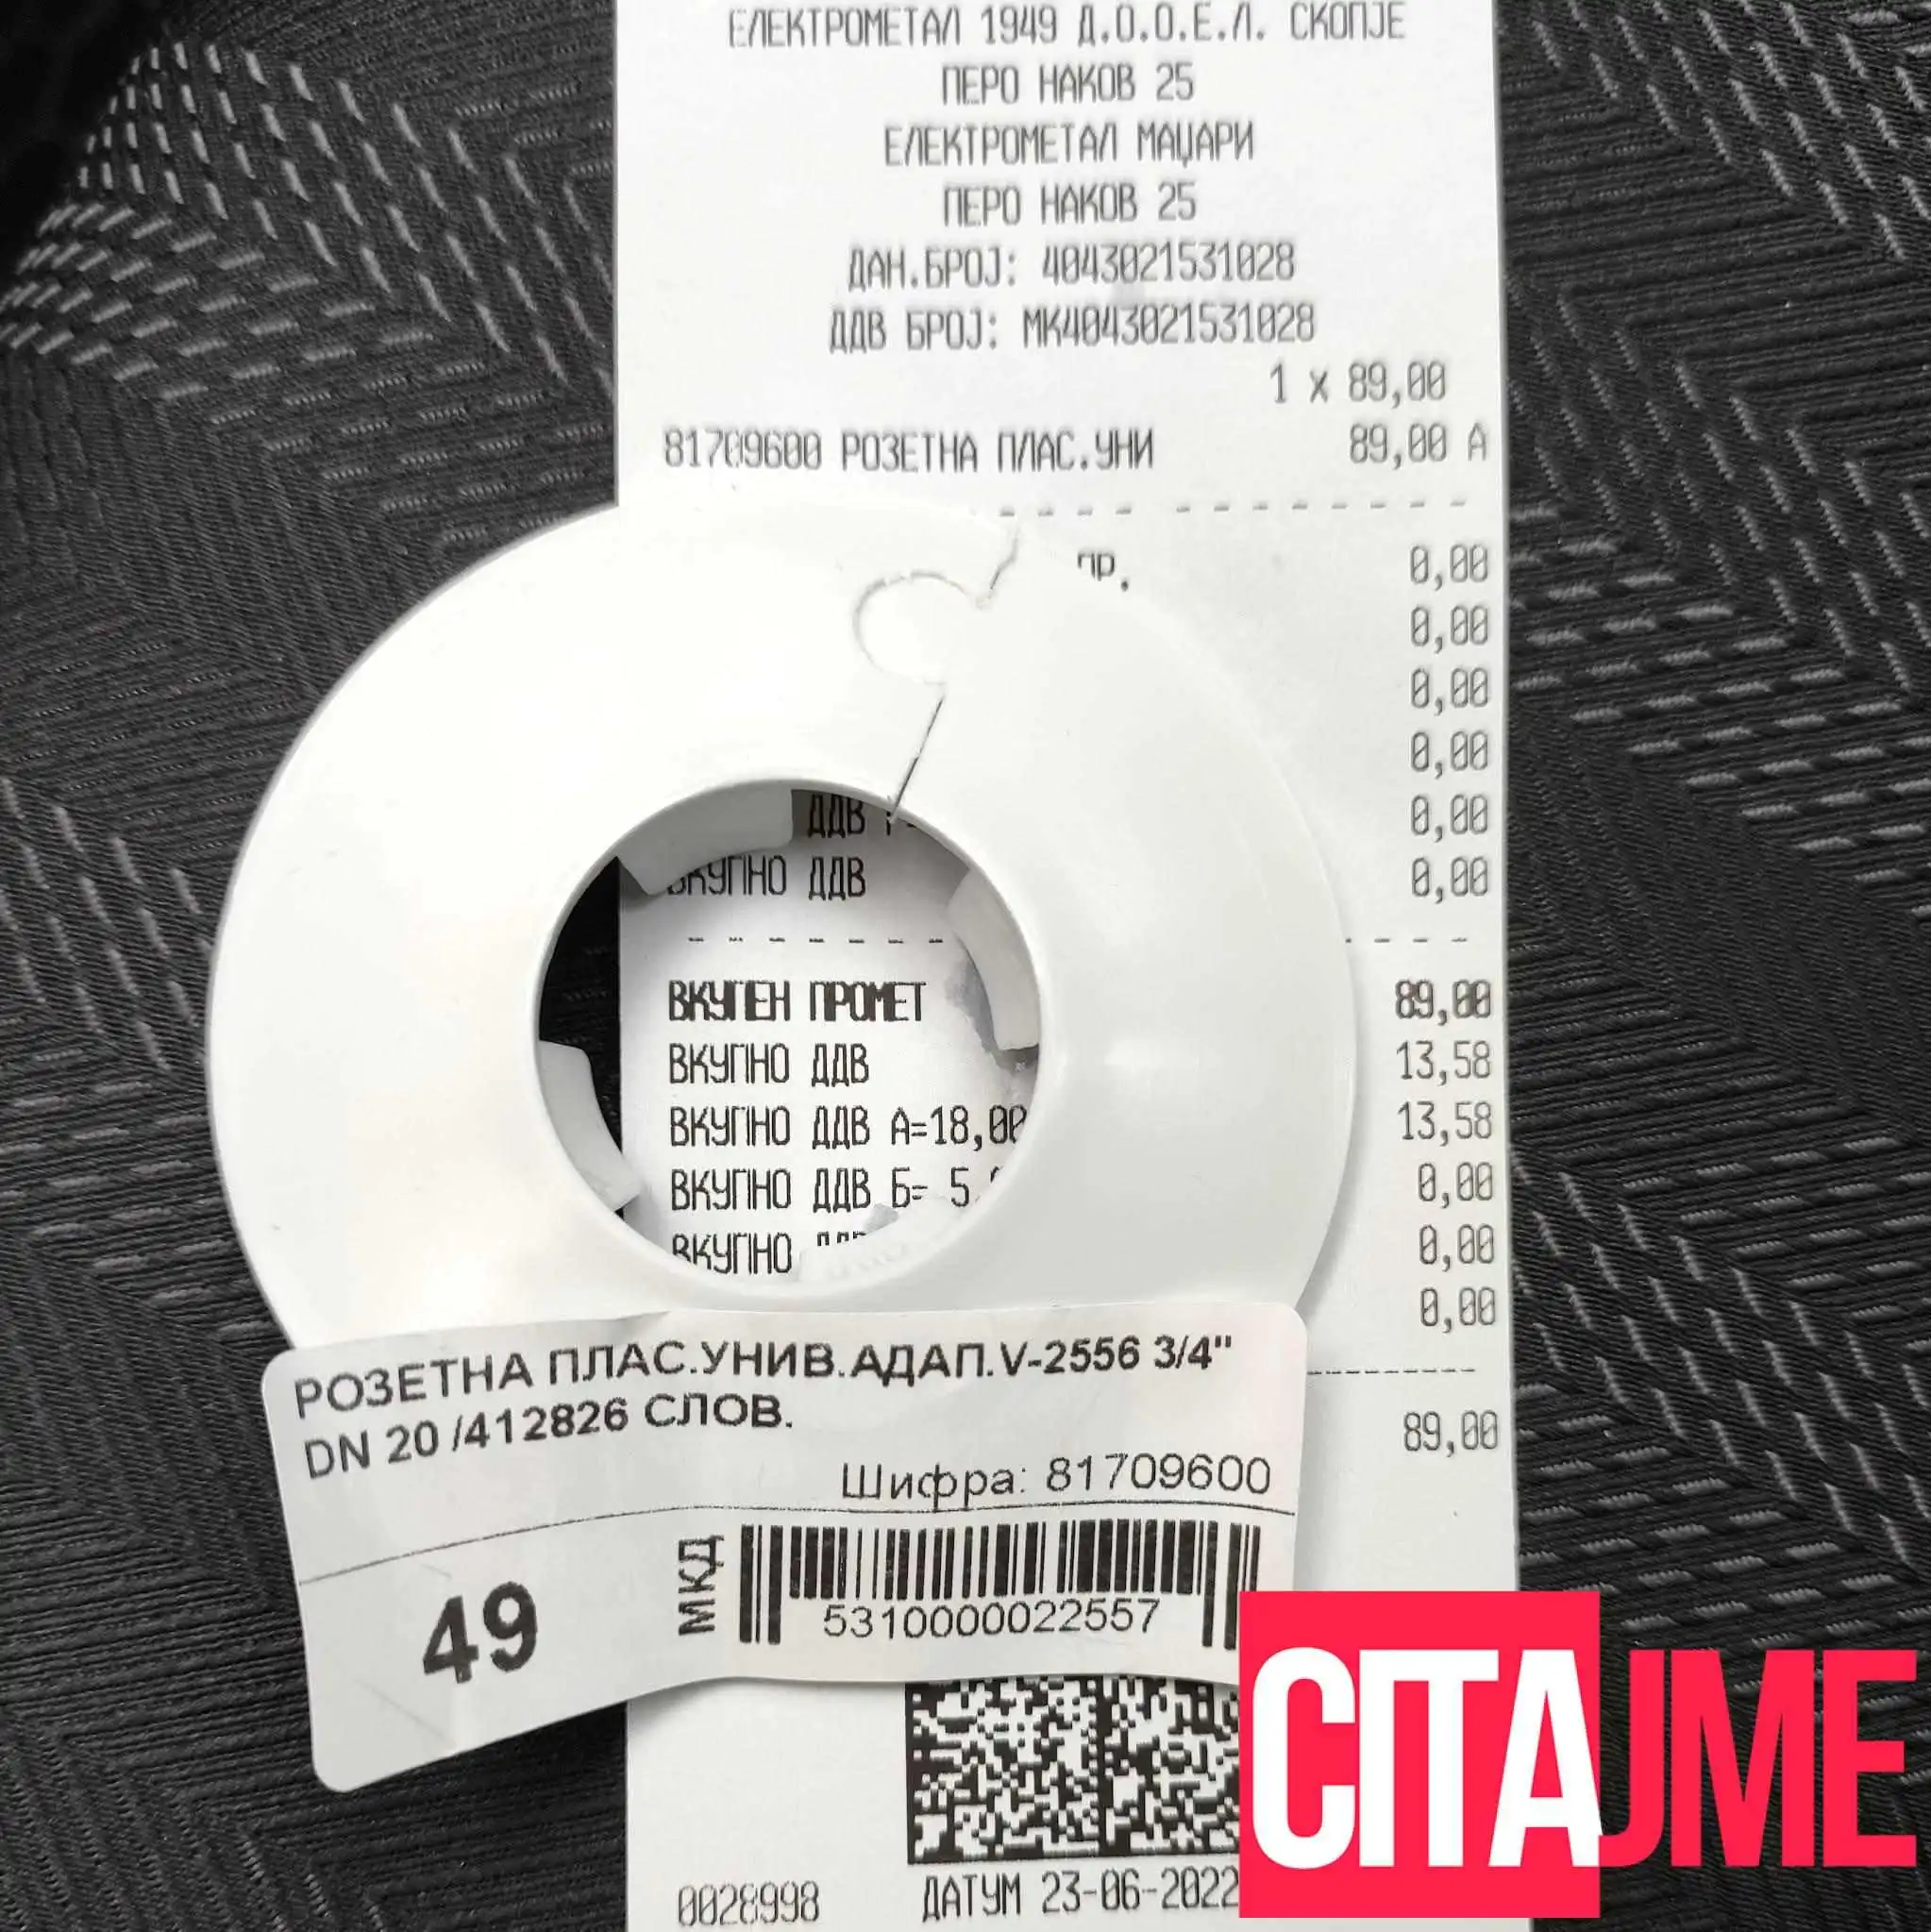 ЕЛЕКТРОМЕТАЛ 1949 Д.О.О.Е.Л. СКОПЈЕ
ПЕРО НАКОВ 25
ЕЛЕКТРОМЕТАЛ МАЏАРИ
ПЕРО НАКОВ 25
ДАН.БРОЈ: 4043021531028
ДДВ БРОЈ: МК4043021531028
1 x 89,00
81709600 РОЗЕТНА ПЛАС.УНИ 89,00 А
ПР. 0,00
0,00
0,00
0,00
ДДВ 0,00
ВКУПНО ДДВ 0,00
ВКУПЕН ПРОМЕТ 89,00
ВКУПНО ДДВ 13,58
ВКУПНО ДДВ А=18,00 13,58
ВКУПНО ДДВ Б= 5 0,00
ВКУПНО 0,00
0,00
89,00
РОЗЕТНА ПЛАС.УНИВ.АДАП.V-2556 3/4"
DN 20 /412826 СЛОВ.
Шифра: 81709600
49 МКД
5310000022557
0028998 ДАТУМ 23-06-2022
CITAJME